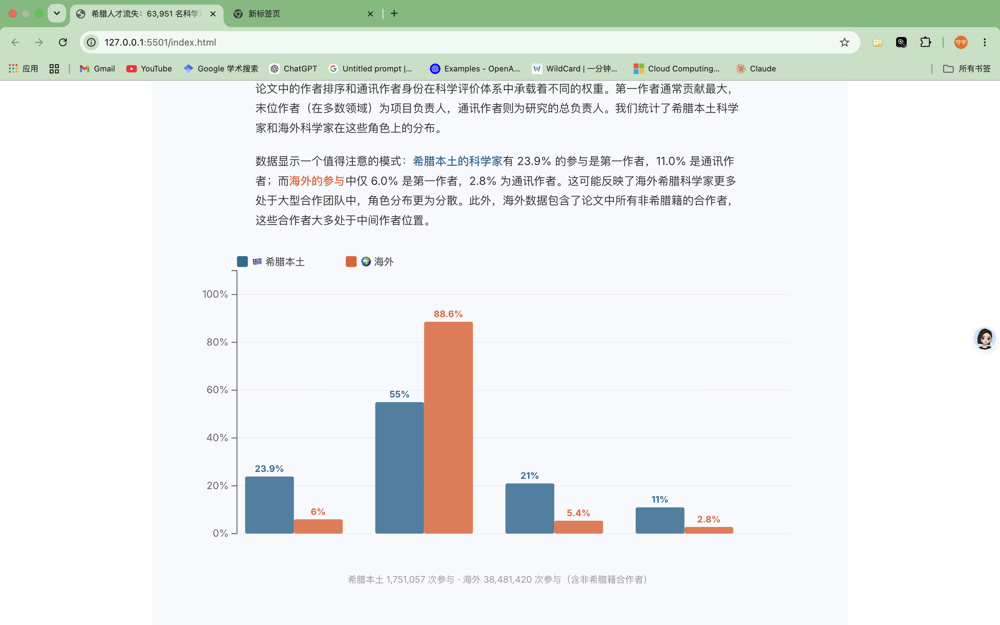 希腊人才流失：63,951 名科学
新标签页
127.0.0.1:5501/index.html
守宇
应用
Gmail
YouTube
Google 学术搜索
ChatGPT
Untitled prompt |...
Examples - OpenA...
WildCard | 一分钟...
Cloud Computing...
Claude
所有书签
论文中的作者排序和通讯作者身份在科学评价体系中承载着不同的权重。第一作者通常贡献最大，
末位作者（在多数领域）为项目负责人，通讯作者则为研究的总负责人。我们统计了希腊本土科学
家和海外科学家在这些角色上的分布。
数据显示一个值得注意的模式：希腊本土的科学家有 23.9% 的参与是第一作者，11.0% 是通讯作
者；而海外的参与中仅 6.0% 是第一作者，2.8% 为通讯作者。这可能反映了海外希腊科学家更多
处于大型合作团队中，角色分布更为分散。此外，海外数据包含了论文中所有非希腊籍的合作者，
这些合作者大多处于中间作者位置。
希腊本土
海外
100%
88.6%
80%
60%
55%
40%
23.9%
21%
20%
11%
6%
5.4%
2.8%
0%
希腊本土 1,751,057 次参与 · 海外 38,481,420 次参与（含非希腊籍合作者）